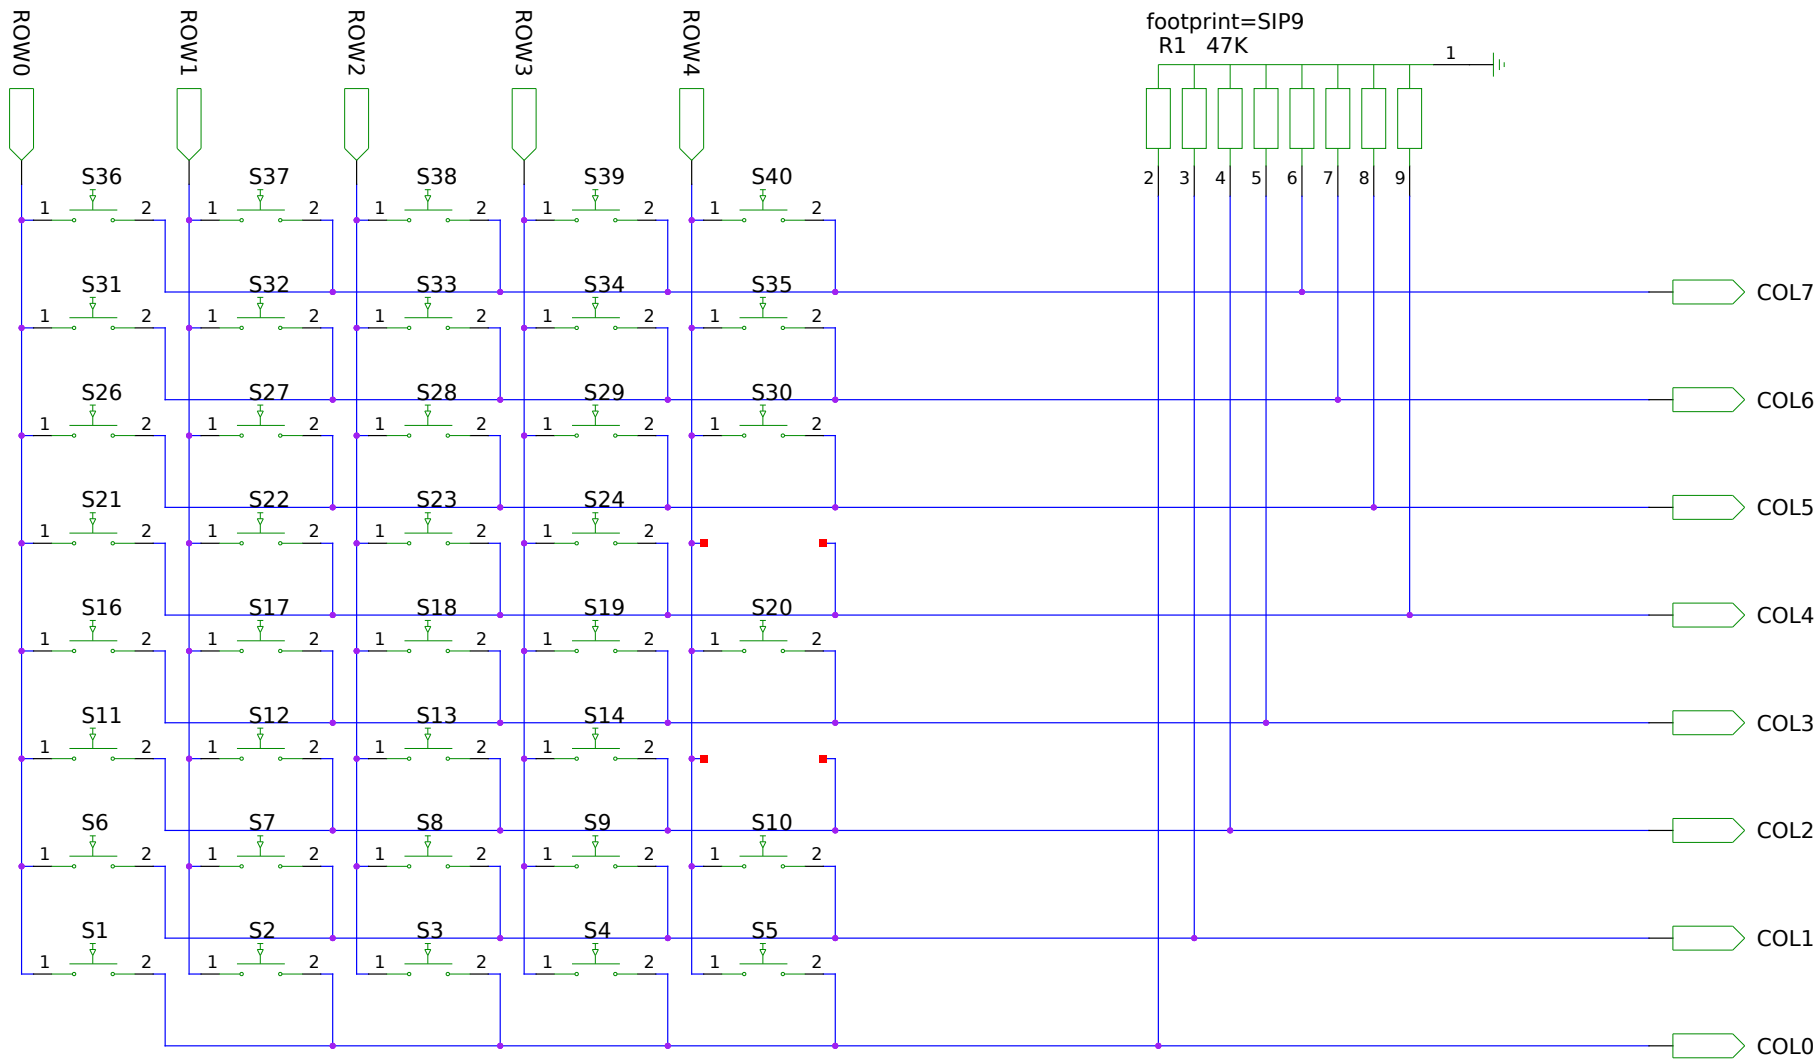 ROW0 ROW1 ROW2 ROW3 ROW4
footprint=SIP9
R1 47K
1
2 3 4 5 6 7 8 9
S36 S37 S38 S39 S40
1 2 1 2 1 2 1 2 1 2
COL7
S31 S32 S33 S34 S35
1 2 1 2 1 2 1 2 1 2
COL6
S26 S27 S28 S29 S30
1 2 1 2 1 2 1 2 1 2
COL5
S21 S22 S23 S24
1 2 1 2 1 2 1 2
COL4
S16 S17 S18 S19 S20
1 2 1 2 1 2 1 2 1 2
COL3
S11 S12 S13 S14
1 2 1 2 1 2 1 2
COL2
S6 S7 S8 S9 S10
1 2 1 2 1 2 1 2 1 2
COL1
S1 S2 S3 S4 S5
1 2 1 2 1 2 1 2 1 2
COL0